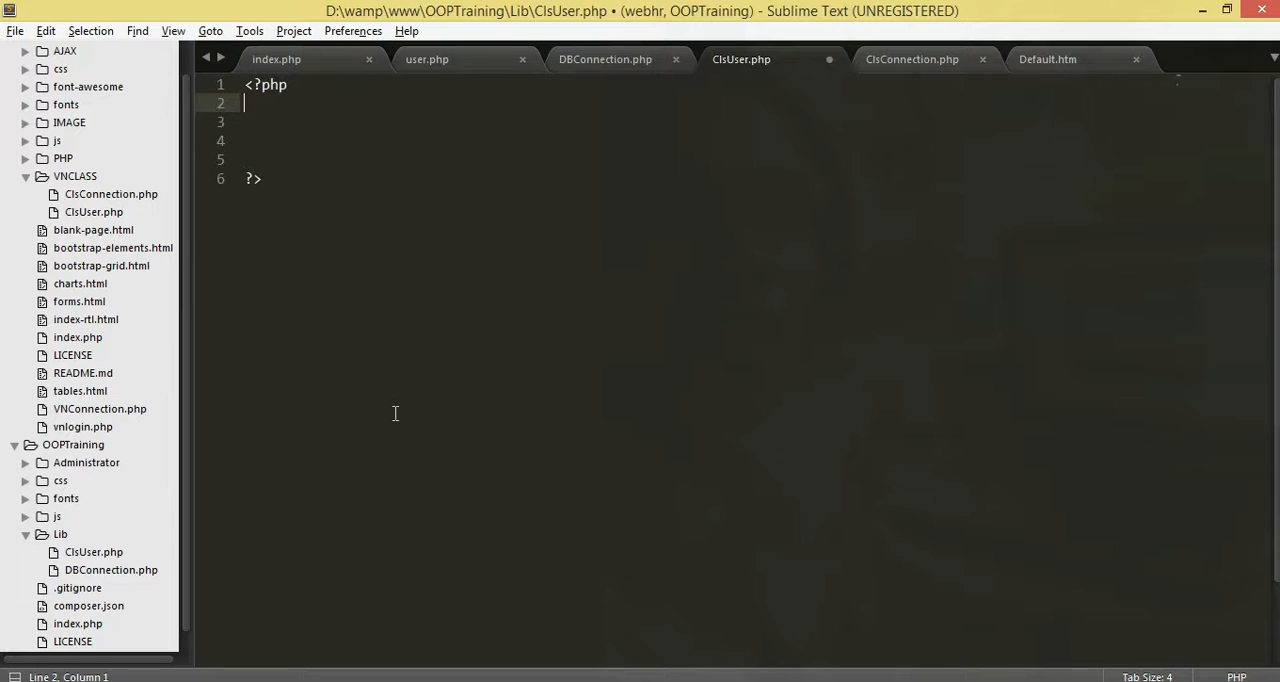 D:\wamp\www\OOPTraining\Lib\ClsUser.php • (webhr, OOPTraining) - Sublime Text (UNREGISTERED)
File Edit Selection Find View Goto Tools Project Preferences Help
index.php user.php DBConnection.php ClsUser.php ClsConnection.php Default.htm
AJAX
css
font-awesome
fonts
IMAGE
js
PHP
VNCLASS
ClsConnection.php
ClsUser.php
blank-page.html
bootstrap-elements.html
bootstrap-grid.html
charts.html
forms.html
index-rtl.html
index.php
LICENSE
README.md
tables.html
VNConnection.php
vnlogin.php
OOPTraining
Administrator
css
fonts
js
Lib
ClsUser.php
DBConnection.php
.gitignore
composer.json
index.php
LICENSE
1 <?php
2
3
4
5
6 ?>
Line 2, Column 1 Tab Size: 4 PHP